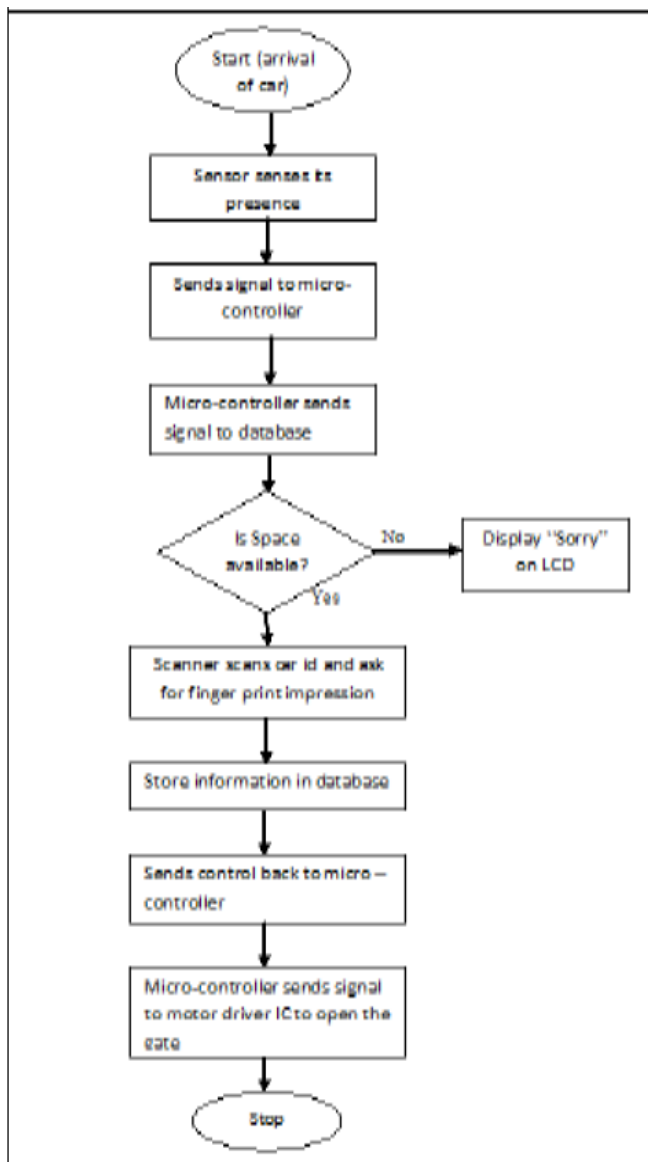 Start (arrival
of car)
Sensor senses its
presence
Sends signal to micro-
controller
Micro-controller sends
signal to database
Is Space
available?
No
Display "Sorry"
on LCD
Yes
Scanner scans car id and ask
for finger print impression
Store information in database
Sends control back to micro –
controller
Micro-controller sends signal
to motor driver IC to open the
gate
Stop